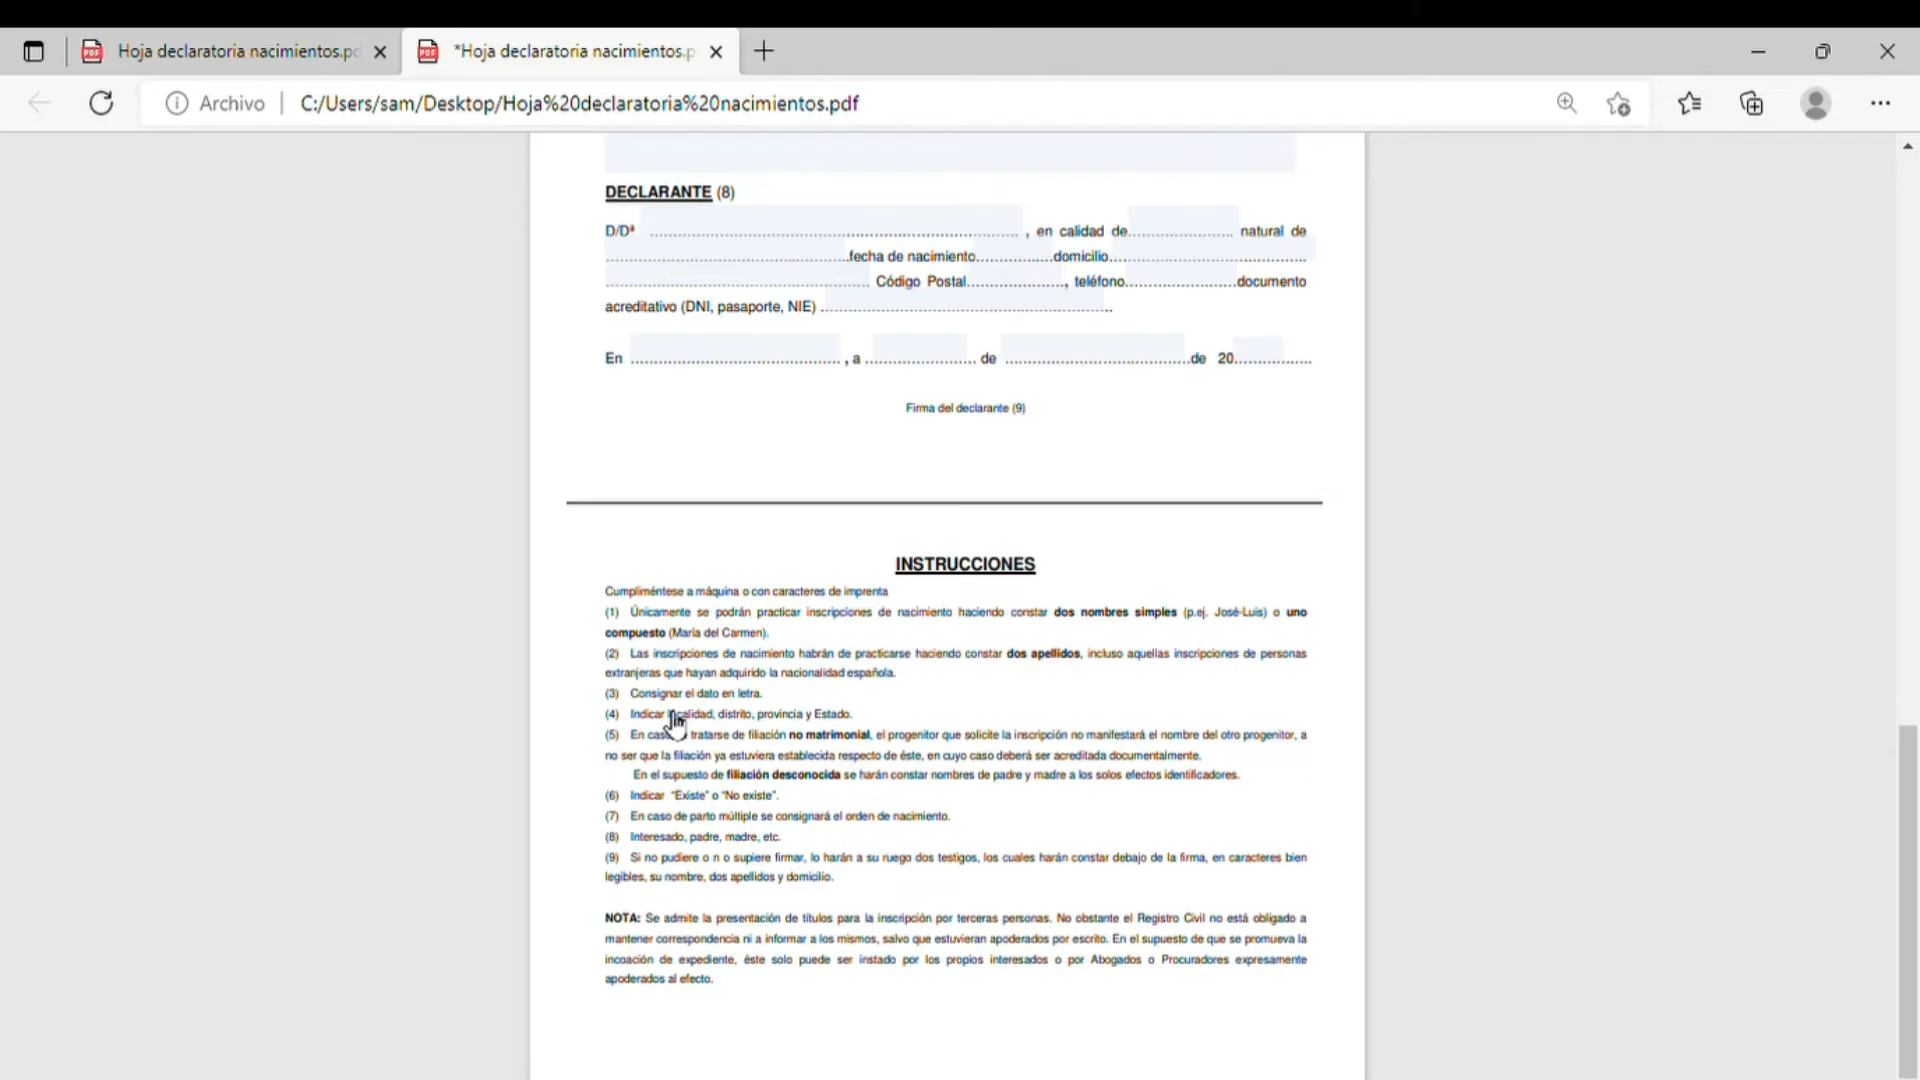 Hoja declaratoria nacimientos.pd
*Hoja declaratoria nacimientos.p
Archivo | C:/Users/sam/Desktop/Hoja%20declaratoria%20nacimientos.pdf
DECLARANTE (8)
D/Dª ........................................................................................ , en calidad de......................... natural de
..........................................................fecha de nacimiento..................domicilio...............................................
............................................................... Código Postal........................, teléfono..........................documento
acreditativo (DNI, pasaporte, NIE) .....................................................................
En .................................................. , a .......................... de ............................................de 20..................
Firma del declarante (9)
INSTRUCCIONES
Cumpliméntese a máquina o con caracteres de imprenta
(1) Únicamente se podrán practicar inscripciones de nacimiento haciendo constar dos nombres simples (p.ej. José-Luis) o uno
compuesto (María del Carmen).
(2) Las inscripciones de nacimiento habrán de practicarse haciendo constar dos apellidos, incluso aquellas inscripciones de personas
extranjeras que hayan adquirido la nacionalidad española.
(3) Consignar el dato en letra.
(4) Indicar localidad, distrito, provincia y Estado.
(5) En caso tratarse de filiación no matrimonial, el progenitor que solicite la inscripción no manifestará el nombre del otro progenitor, a
no ser que la filiación ya estuviera establecida respecto de éste, en cuyo caso deberá ser acreditada documentalmente.
En el supuesto de filiación desconocida se harán constar nombres de padre y madre a los solos efectos identificadores.
(6) Indicar "Existe" o "No existe".
(7) En caso de parto múltiple se consignará el orden de nacimiento.
(8) Interesado, padre, madre, etc.
(9) Si no pudiere o n o supiere firmar, lo harán a su ruego dos testigos, los cuales harán constar debajo de la firma, en caracteres bien
legibles, su nombre, dos apellidos y domicilio.
NOTA: Se admite la presentación de títulos para la inscripción por terceras personas. No obstante el Registro Civil no está obligado a
mantener correspondencia ni a informar a los mismos, salvo que estuvieran apoderados por escrito. En el supuesto de que se promueva la
incoación de expediente, éste solo puede ser instado por los propios interesados o por Abogados o Procuradores expresamente
apoderados al efecto.